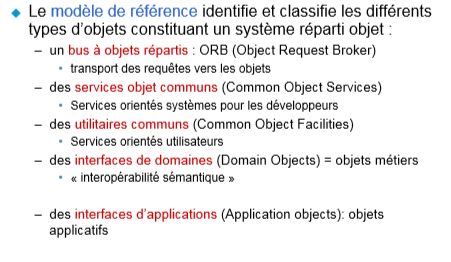 ◆ Le modèle de référence identifie et classifie les différents
types d'objets constituant un système réparti objet :
– un bus à objets répartis : ORB (Object Request Broker)
• transport des requêtes vers les objets
– des services objet communs (Common Object Services)
• Services orientés systèmes pour les développeurs
– des utilitaires communs (Common Object Facilities)
• Services orientés utilisateurs
– des interfaces de domaines (Domain Objects) = objets métiers
• « interopérabilité sémantique »
– des interfaces d'applications (Application objects): objets
applicatifs